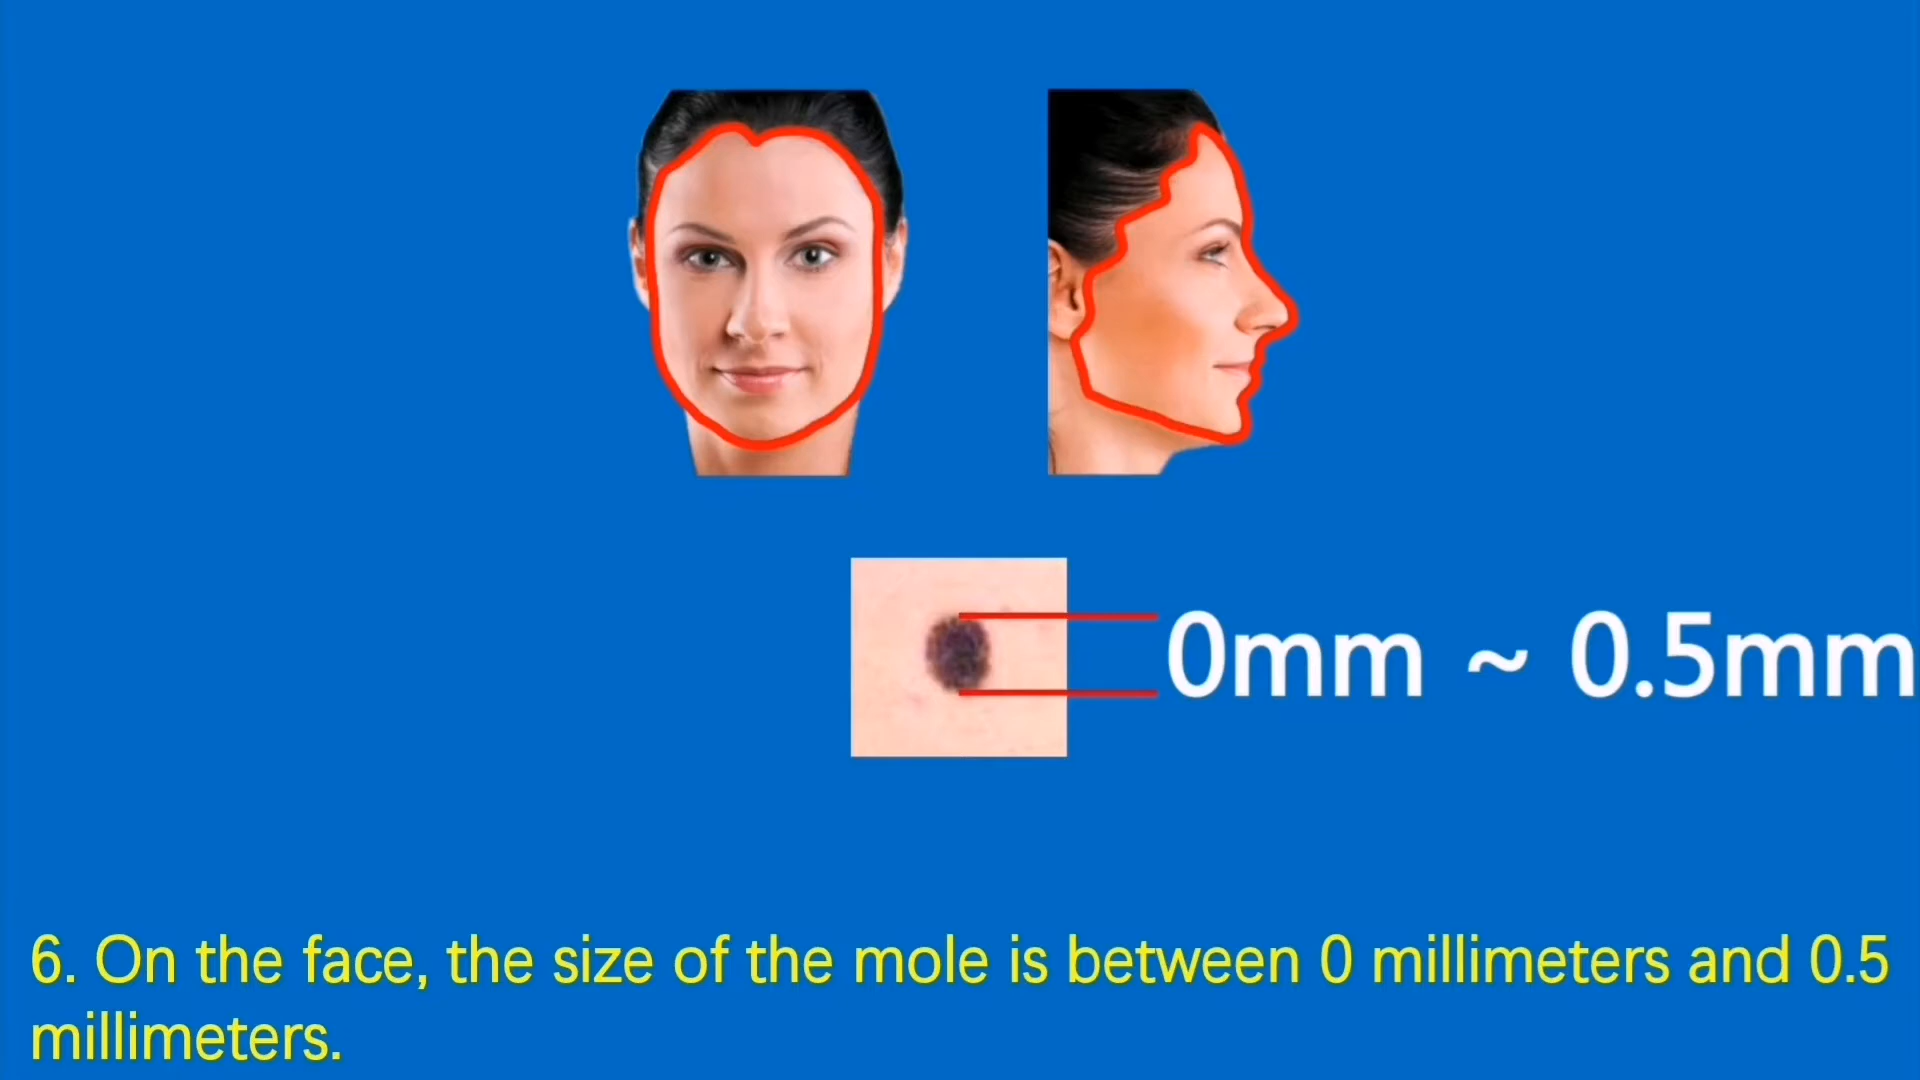 0mm ~ 0.5mm
6. On the face, the size of the mole is between 0 millimeters and 0.5
millimeters.